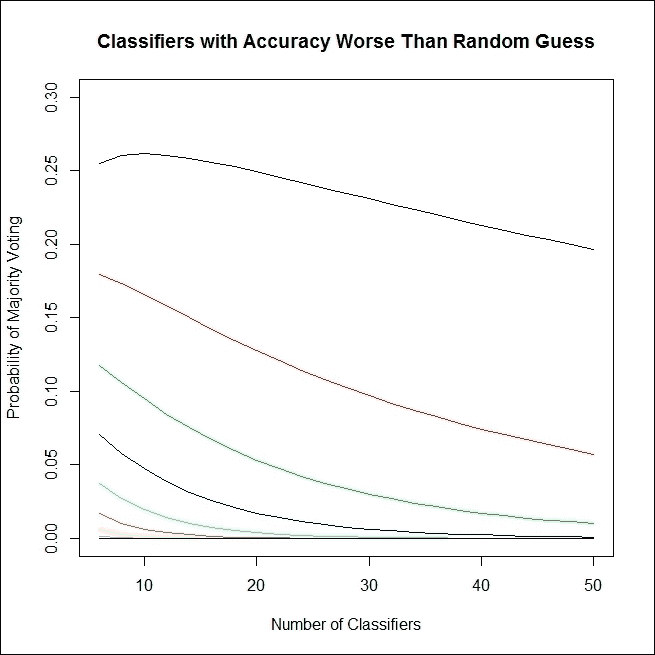 Classifiers with Accuracy Worse Than Random Guess
0.30
0.25
0.20
0.15
0.10
0.05
0.00
Probability of Majority Voting
10 20 30 40 50
Number of Classifiers